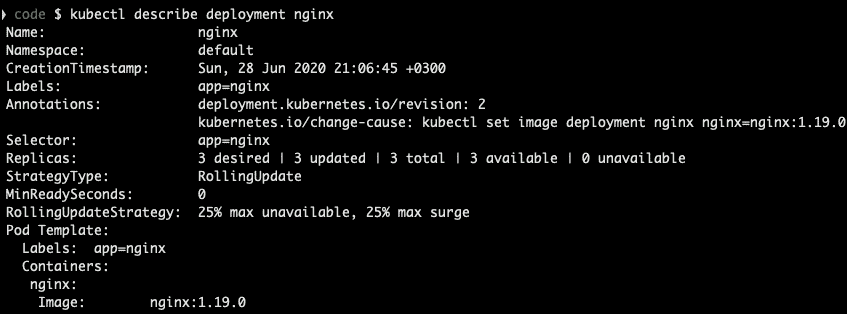 code $ kubectl describe deployment nginx
Name:                   nginx
Namespace:              default
CreationTimestamp:      Sun, 28 Jun 2020 21:06:45 +0300
Labels:                 app=nginx
Annotations:            deployment.kubernetes.io/revision: 2
                        kubernetes.io/change-cause: kubectl set image deployment nginx nginx=nginx:1.19.0
Selector:               app=nginx
Replicas:               3 desired | 3 updated | 3 total | 3 available | 0 unavailable
StrategyType:           RollingUpdate
MinReadySeconds:        0
RollingUpdateStrategy:  25% max unavailable, 25% max surge
Pod Template:
  Labels:  app=nginx
  Containers:
   nginx:
    Image:        nginx:1.19.0